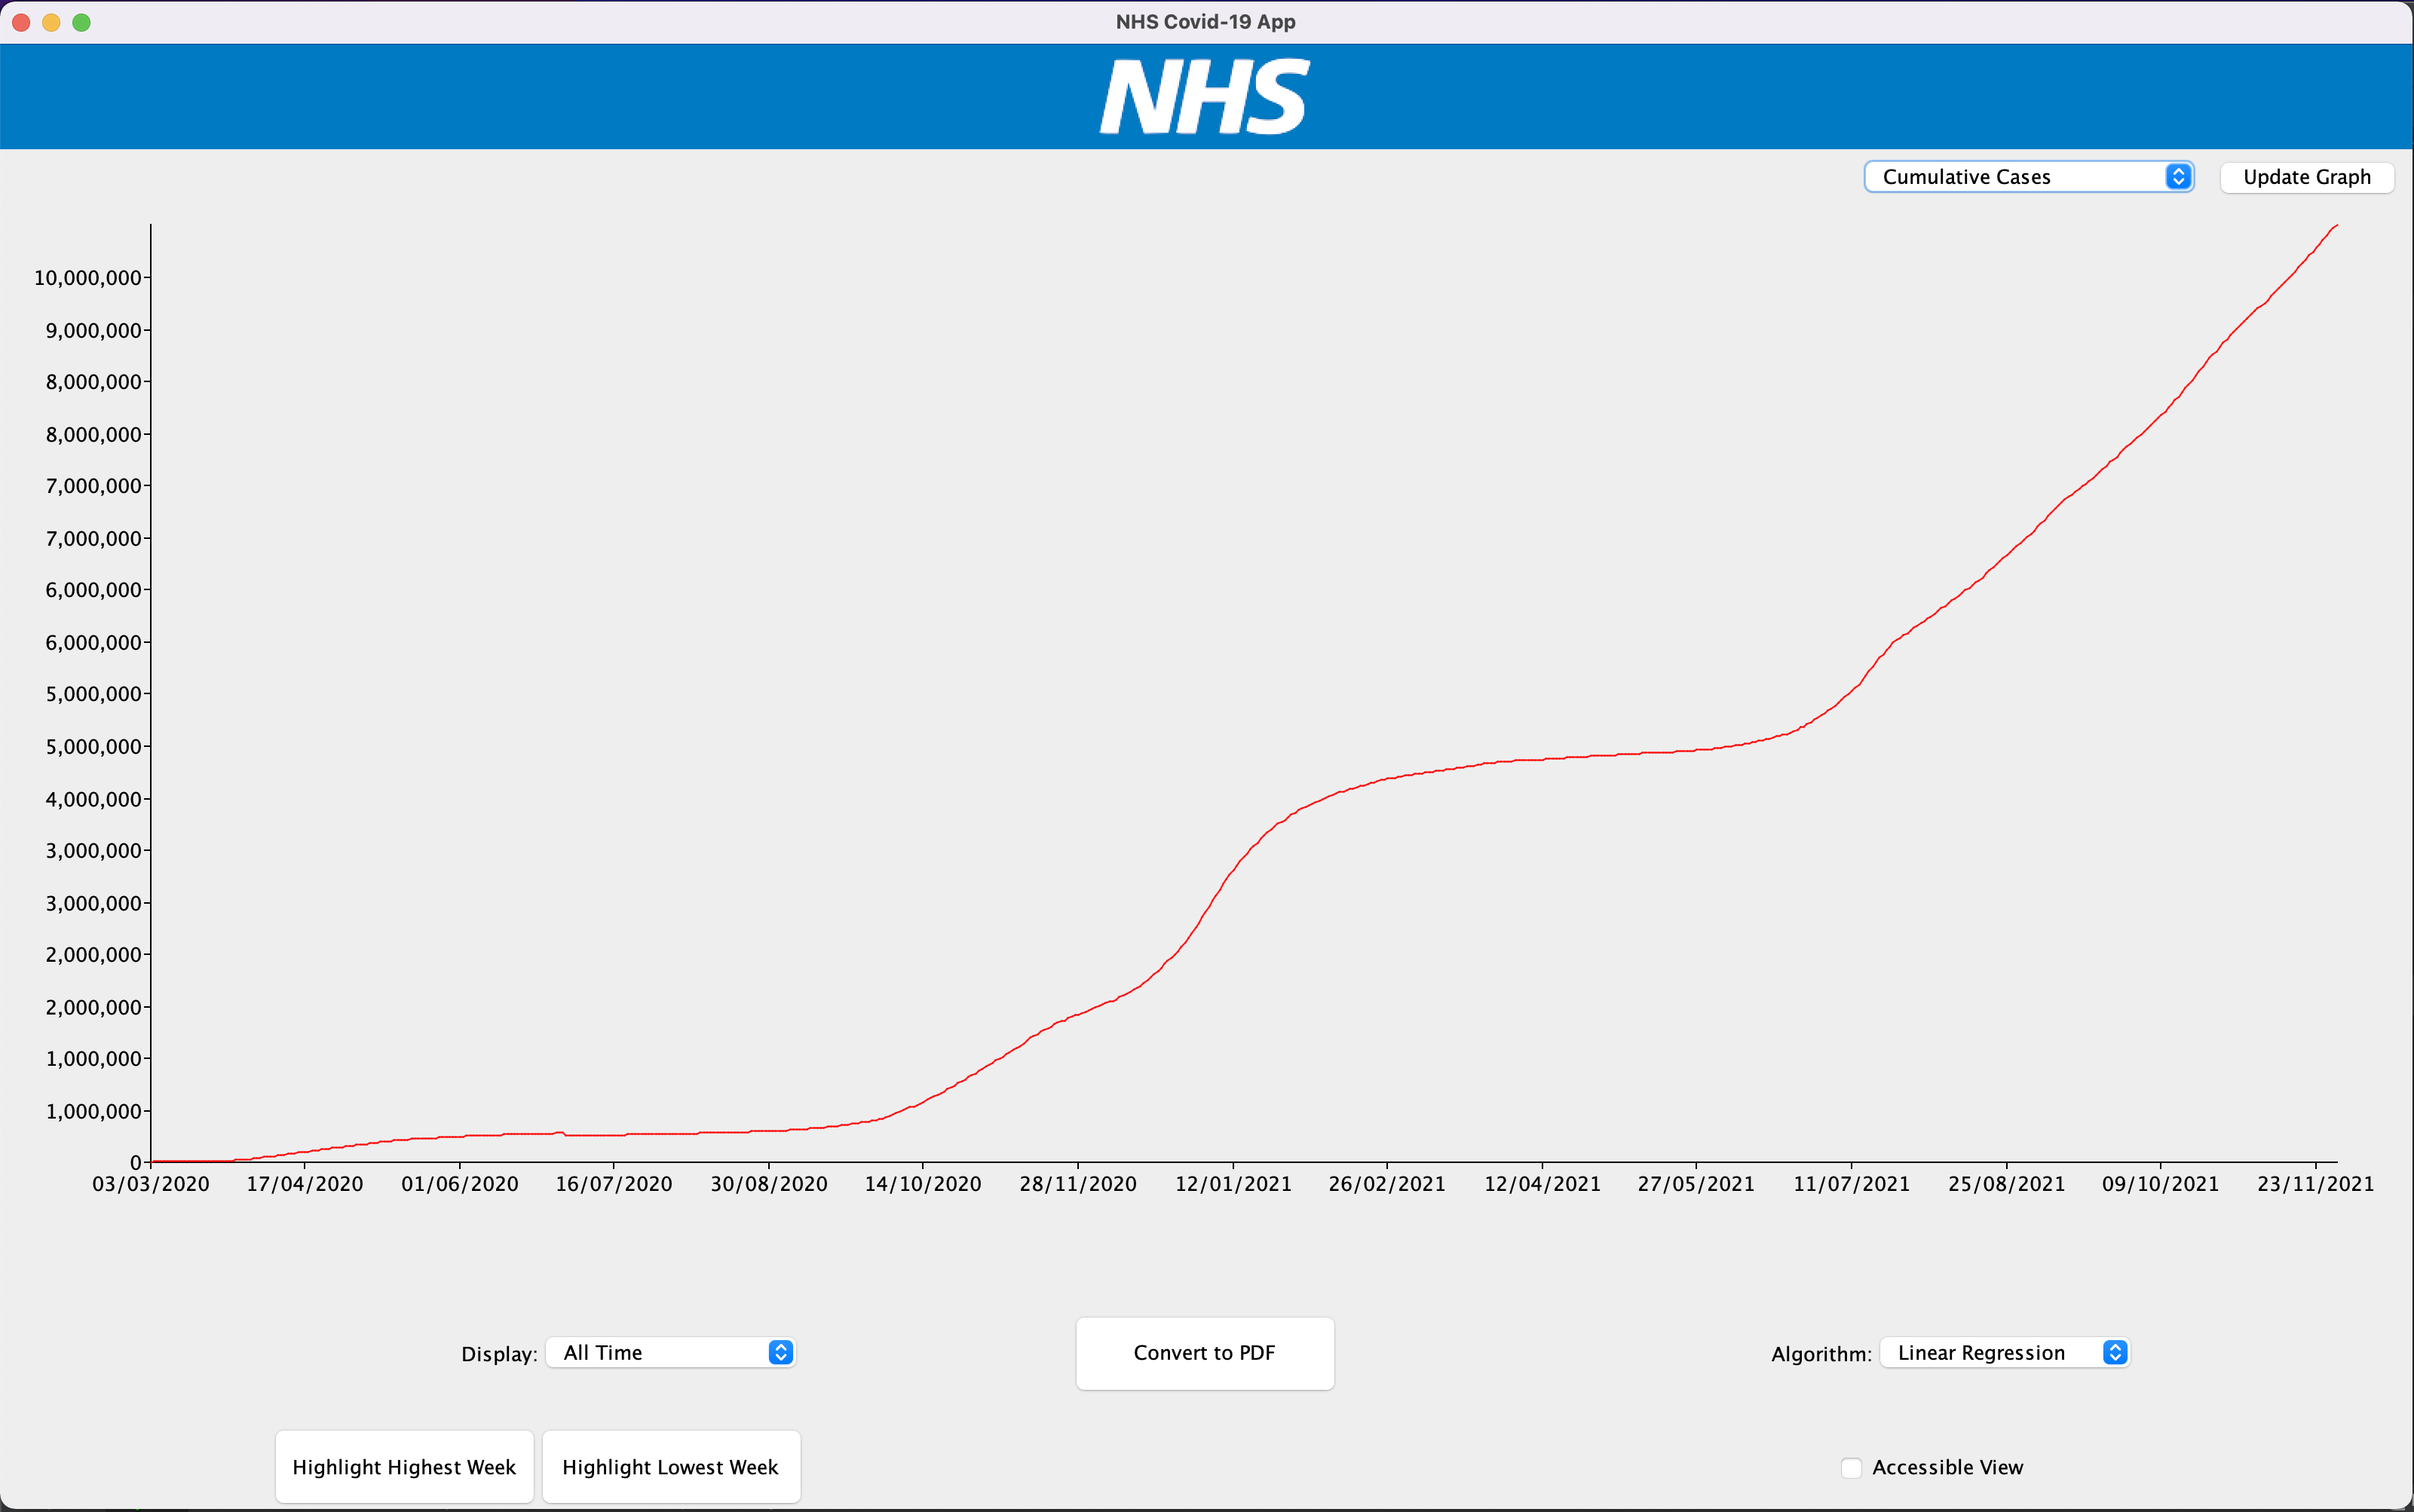 NHS Covid-19 App
NHS
Cumulative Cases
Update Graph
10,000,000
9,000,000
8,000,000
8,000,000
7,000,000
7,000,000
6,000,000
6,000,000
5,000,000
5,000,000
4,000,000
3,000,000
3,000,000
2,000,000
2,000,000
1,000,000
1,000,000
0
03/03/2020 17/04/2020 01/06/2020 16/07/2020 30/08/2020 14/10/2020 28/11/2020 12/01/2021 26/02/2021 12/04/2021 27/05/2021 11/07/2021 25/08/2021 09/10/2021 23/11/2021
Display: All Time
Convert to PDF
Algorithm: Linear Regression
Highlight Highest Week
Highlight Lowest Week
Accessible View